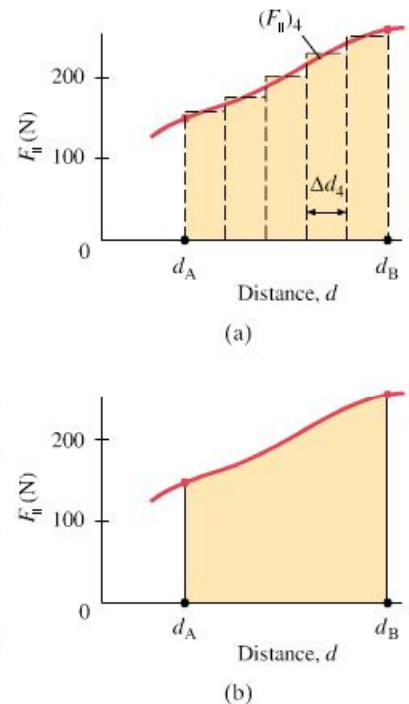 (F∥)4
200
F∥ (N)
100
Δd4
0
dA
dB
Distance, d
(a)
200
F∥ (N)
100
0
dA
dB
Distance, d
(b)